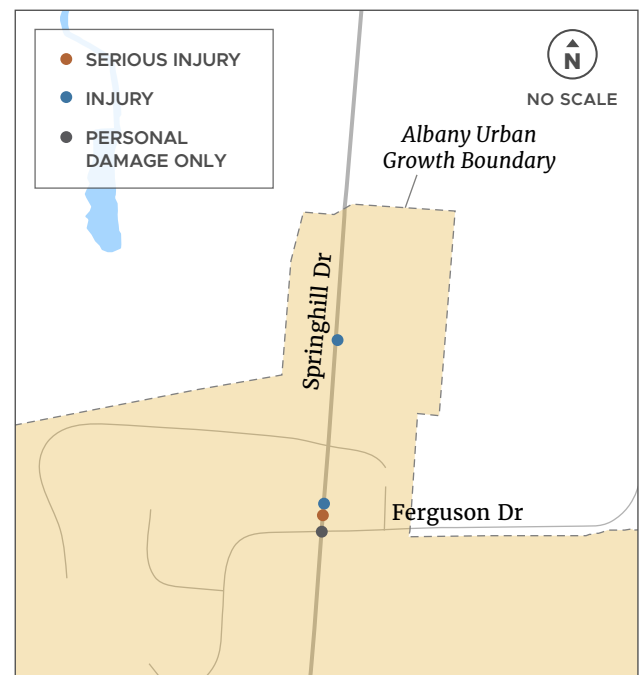 SERIOUS INJURY
INJURY
PERSONAL
DAMAGE ONLY
N
NO SCALE
Albany Urban
Growth Boundary
Springhill Dr
Ferguson Dr